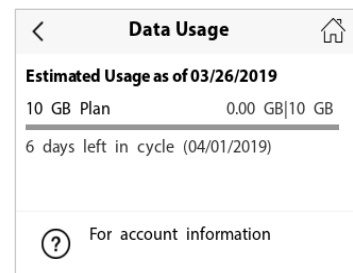 Data Usage
Estimated Usage as of 03/26/2019
10 GB Plan 0.00 GB|10 GB
6 days left in cycle (04/01/2019)
? For account information